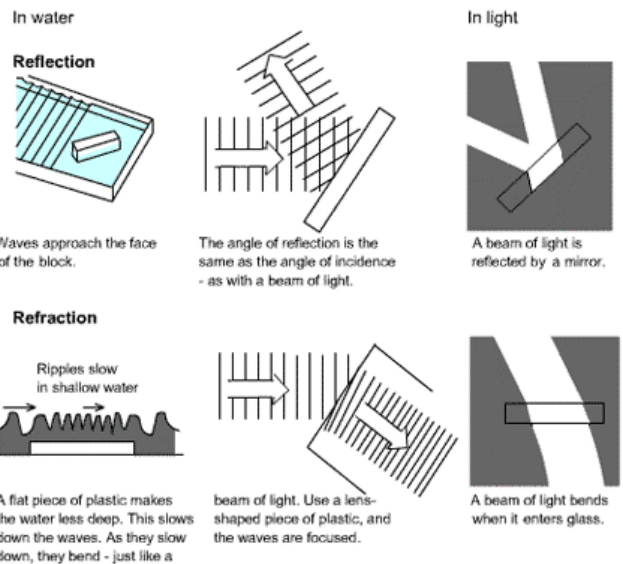 In water
In light
Reflection
Waves approach the face
of the block.
The angle of reflection is the
same as the angle of incidence
- as with a beam of light.
A beam of light is
reflected by a mirror.
Refraction
Ripples slow
in shallow water
A flat piece of plastic makes
the water less deep. This slows
down the waves. As they slow
down, they bend - just like a
beam of light. Use a lens-
shaped piece of plastic, and
the waves are focused.
A beam of light bends
when it enters glass.